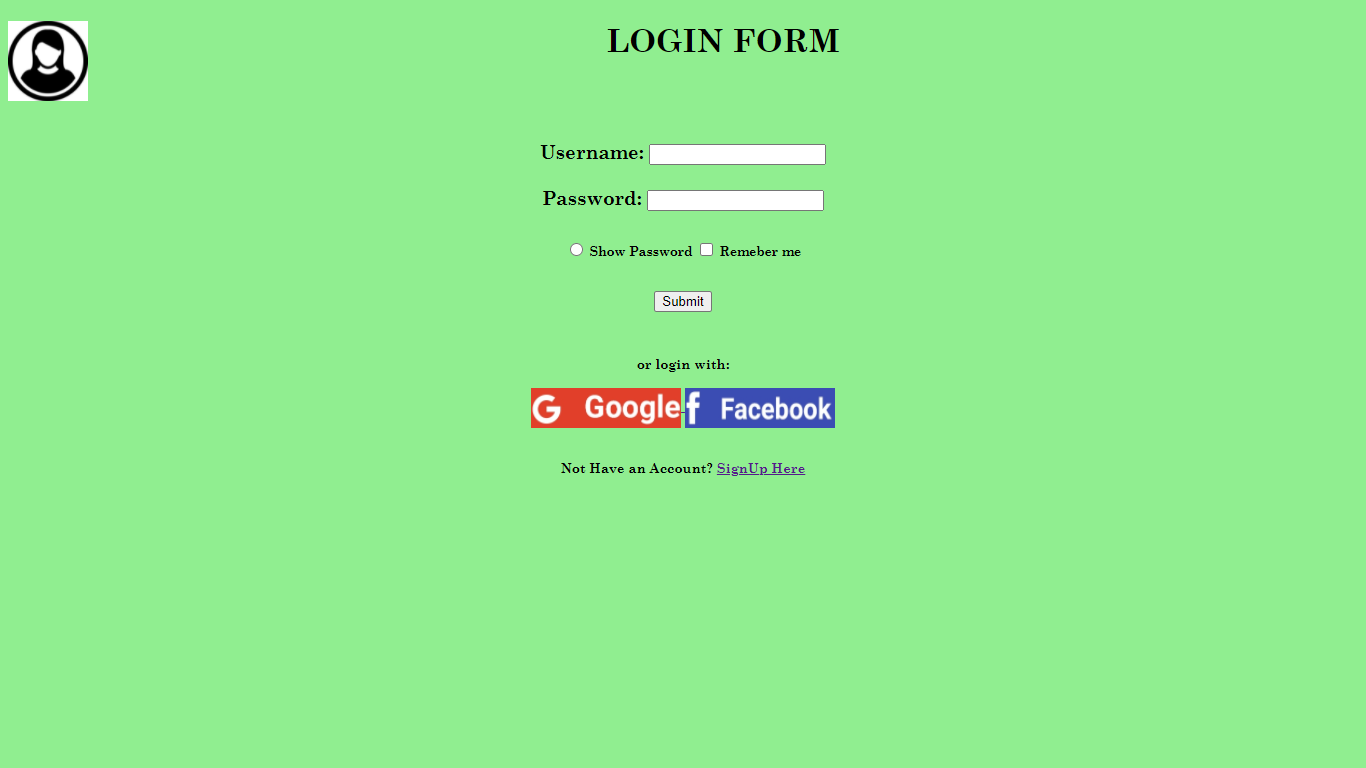 LOGIN FORM
Username:
Password:
Show Password Remeber me
Submit
or login with:
G Google f Facebook
Not Have an Account? SignUp Here